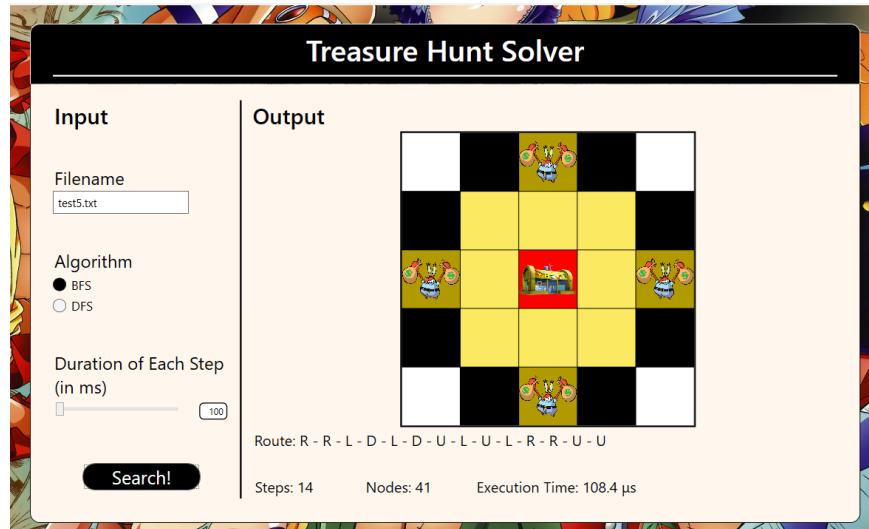 Treasure Hunt Solver
Input
Output
Filename
test5.txt
Algorithm
BFS
DFS
Duration of Each Step
(in ms)
100
Search!
Route: R - R - L - D - L - D - U - L - U - L - R - R - U - U
Steps: 14 Nodes: 41 Execution Time: 108.4 µs